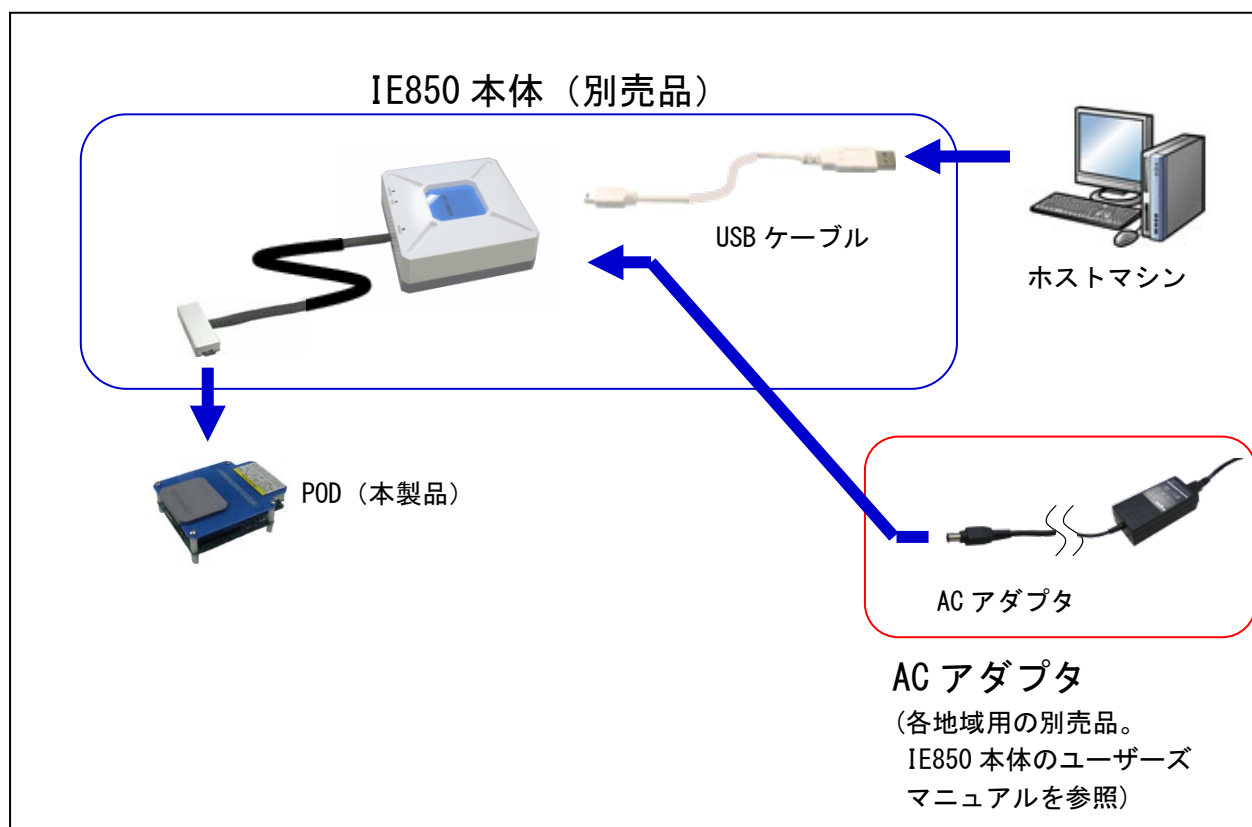 IE850 本体（別売品）
USB ケーブル
ホストマシン
POD（本製品）
AC アダプタ
AC アダプタ
（各地域用の別売品。
IE850 本体のユーザーズ
マニュアルを参照）